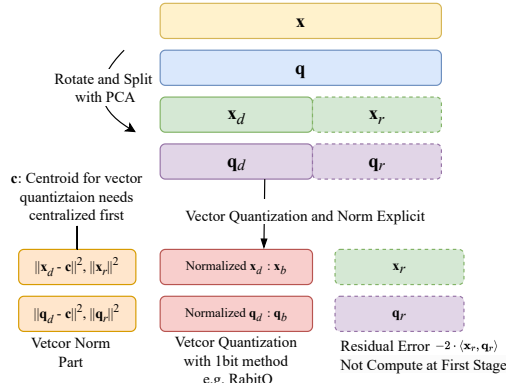 x
q
Rotate and Split
with PCA
x_d
x_r
q_d
q_r
c: Centroid for vector
quantiztaion needs
centralized first
Vector Quantization and Norm Explicit
||x_d - c||², ||x_r||²
Normalized x_d : x_b
x_r
||q_d - c||², ||q_r||²
Normalized q_d : q_b
q_r
Vetcor Norm
Part
Vetcor Quantization
with 1bit method
e.g. RabitQ
Residual Error −2 · ⟨x_r, q_r⟩
Not Compute at First Stage